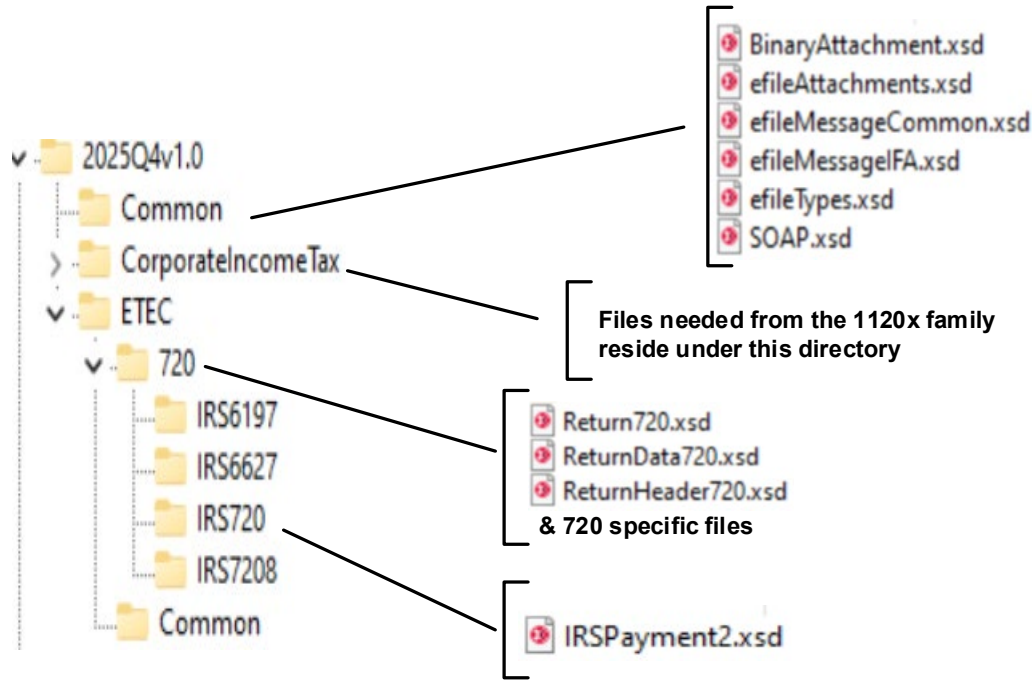 2025Q4v1.0
Common
CorporateIncomeTax
ETEC
720
IRS6197
IRS6627
IRS720
IRS7208
Common
BinaryAttachment.xsd
efileAttachments.xsd
efileMessageCommon.xsd
efileMessageIFA.xsd
efileTypes.xsd
SOAP.xsd
Files needed from the 1120x family
reside under this directory
Return720.xsd
ReturnData720.xsd
ReturnHeader720.xsd
& 720 specific files
IRSPayment2.xsd